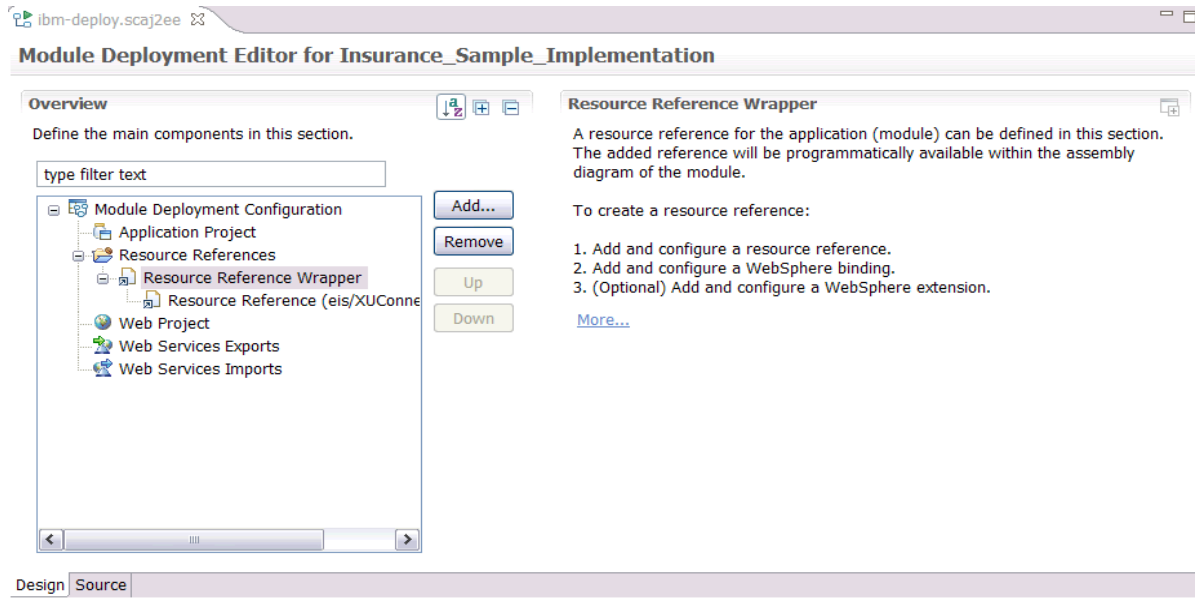 ibm-deploy.scaj2ee
Module Deployment Editor for Insurance_Sample_Implementation
Overview
Define the main components in this section.
type filter text
Module Deployment Configuration
Application Project
Resource References
Resource Reference Wrapper
Resource Reference (eis/XUConne
Web Project
Web Services Exports
Web Services Imports
Add...
Remove
Up
Down
Resource Reference Wrapper
A resource reference for the application (module) can be defined in this section.
The added reference will be programmatically available within the assembly
diagram of the module.
To create a resource reference:
1. Add and configure a resource reference.
2. Add and configure a WebSphere binding.
3. (Optional) Add and configure a WebSphere extension.
More...
Design Source